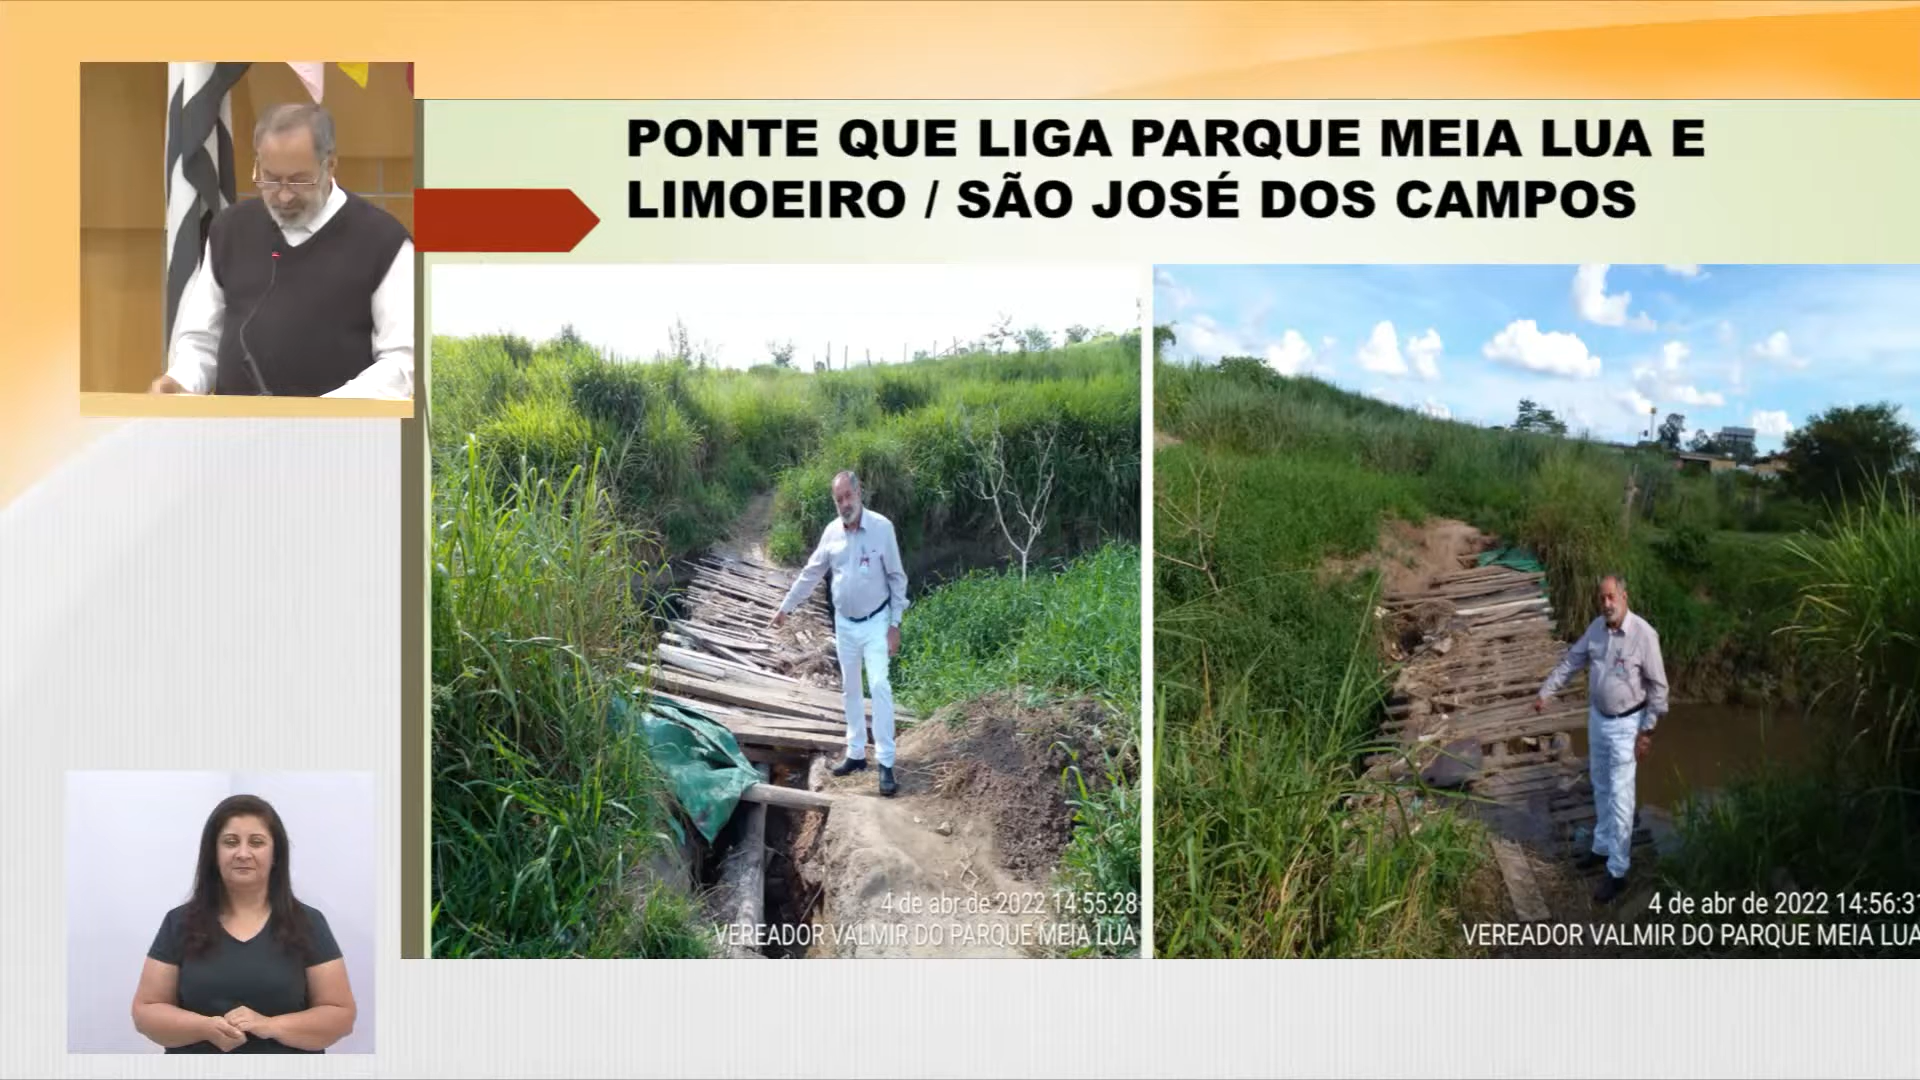 PONTE QUE LIGA PARQUE MEIA LUA E
LIMOEIRO / SÃO JOSÉ DOS CAMPOS
4 de abr de 2022 14:55:28
VEREADOR VALMIR DO PARQUE MEIA LUA
4 de abr de 2022 14:56:31
VEREADOR VALMIR DO PARQUE MEIA LUA